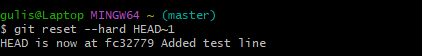 gulis@Laptop MINGW64 ~ (master)
$ git reset --hard HEAD~1
HEAD is now at fc32779 Added test line